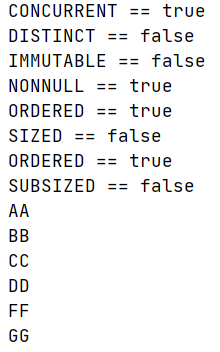 CONCURRENT == true
DISTINCT == false
IMMUTABLE == false
NONNULL == true
ORDERED == true
SIZED == false
ORDERED == true
SUBSIZED == false
AA
BB
CC
DD
FF
GG